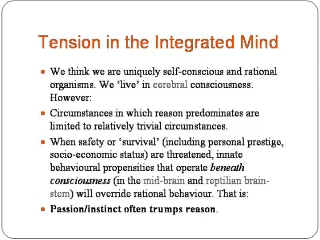 Tension in the Integrated Mind
We think we are uniquely self-conscious and rational
organisms. We ‘live’ in cerebral consciousness.
However:
Circumstances in which reason predominates are
limited to relatively trivial circumstances.
When safety or ‘survival’ (including personal prestige,
socio-economic status) are threatened, innate
behavioural propensities that operate beneath
consciousness (in the mid-brain and reptilian brain-
stem) will override rational behaviour. That is:
Passion/instinct often trumps reason.